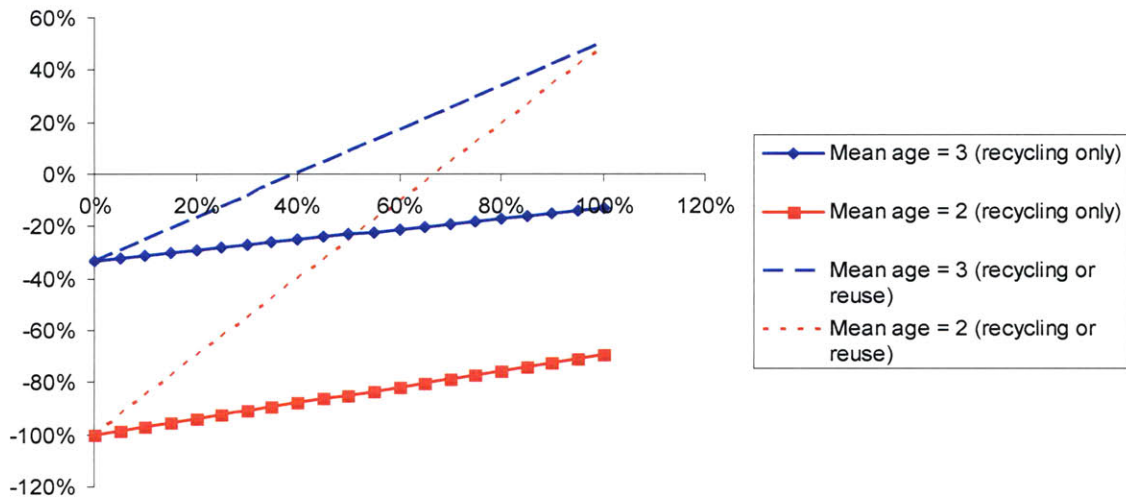 60%
40%
20%
0%
0% 20% 40% 60% 80% 100% 120%
-20%
-40%
-60%
-80%
-100%
-120%
Mean age = 3 (recycling only)
Mean age = 2 (recycling only)
Mean age = 3 (recycling or
reuse)
Mean age = 2 (recycling or
reuse)